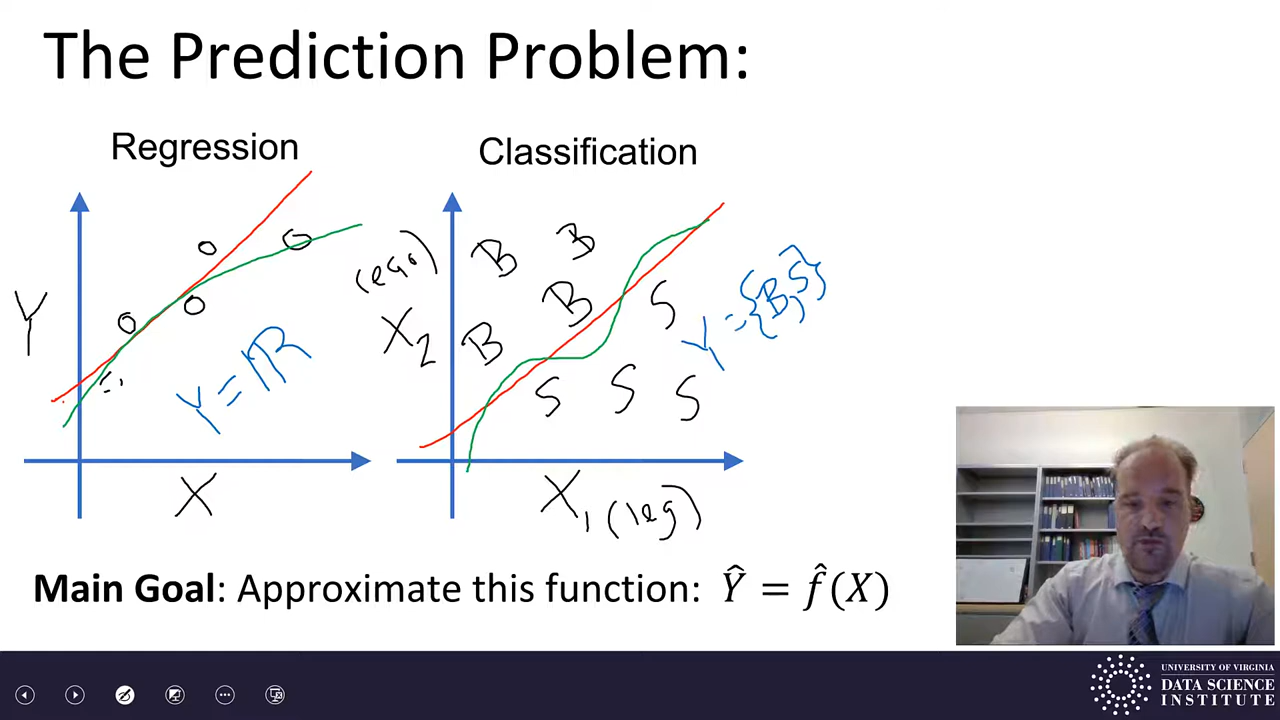 The Prediction Problem:
Regression
Classification
Y
X
Y = ℝ
X₂
B
B
B
B
S
S
S
S
Y = {B, S}
X₁ (leg)
Main Goal: Approximate this function: Ŷ = f̂(X)
UNIVERSITY OF VIRGINIA
DATA SCIENCE
INSTITUTE